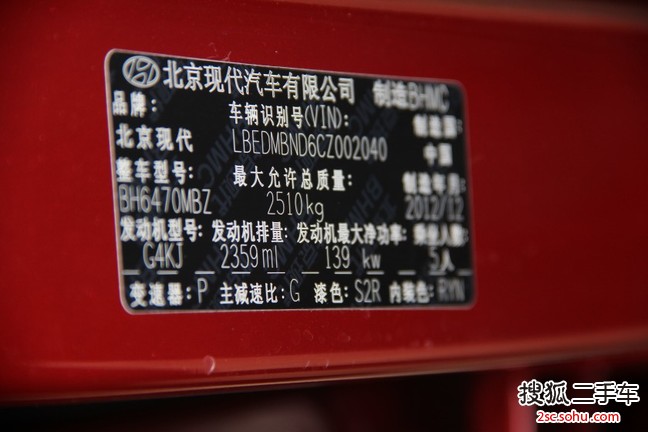 北京现代汽车有限公司 制造BHMC
品牌: 车辆识别号(VIN): 制造国:
北京现代 LBEDMBND6CZ002040 中国
整车型号: 最大允许总质量: 制造年月:
BH6470MBZ 2510kg 2012/12
发动机型号: 发动机排量: 发动机最大净功率: 乘坐人数:
G4KJ 2359ml 139 kw 5人
变速器: P 主减速比: G 漆色: S2R 内装色: RYN
搜狐二手车
2sc.sohu.com